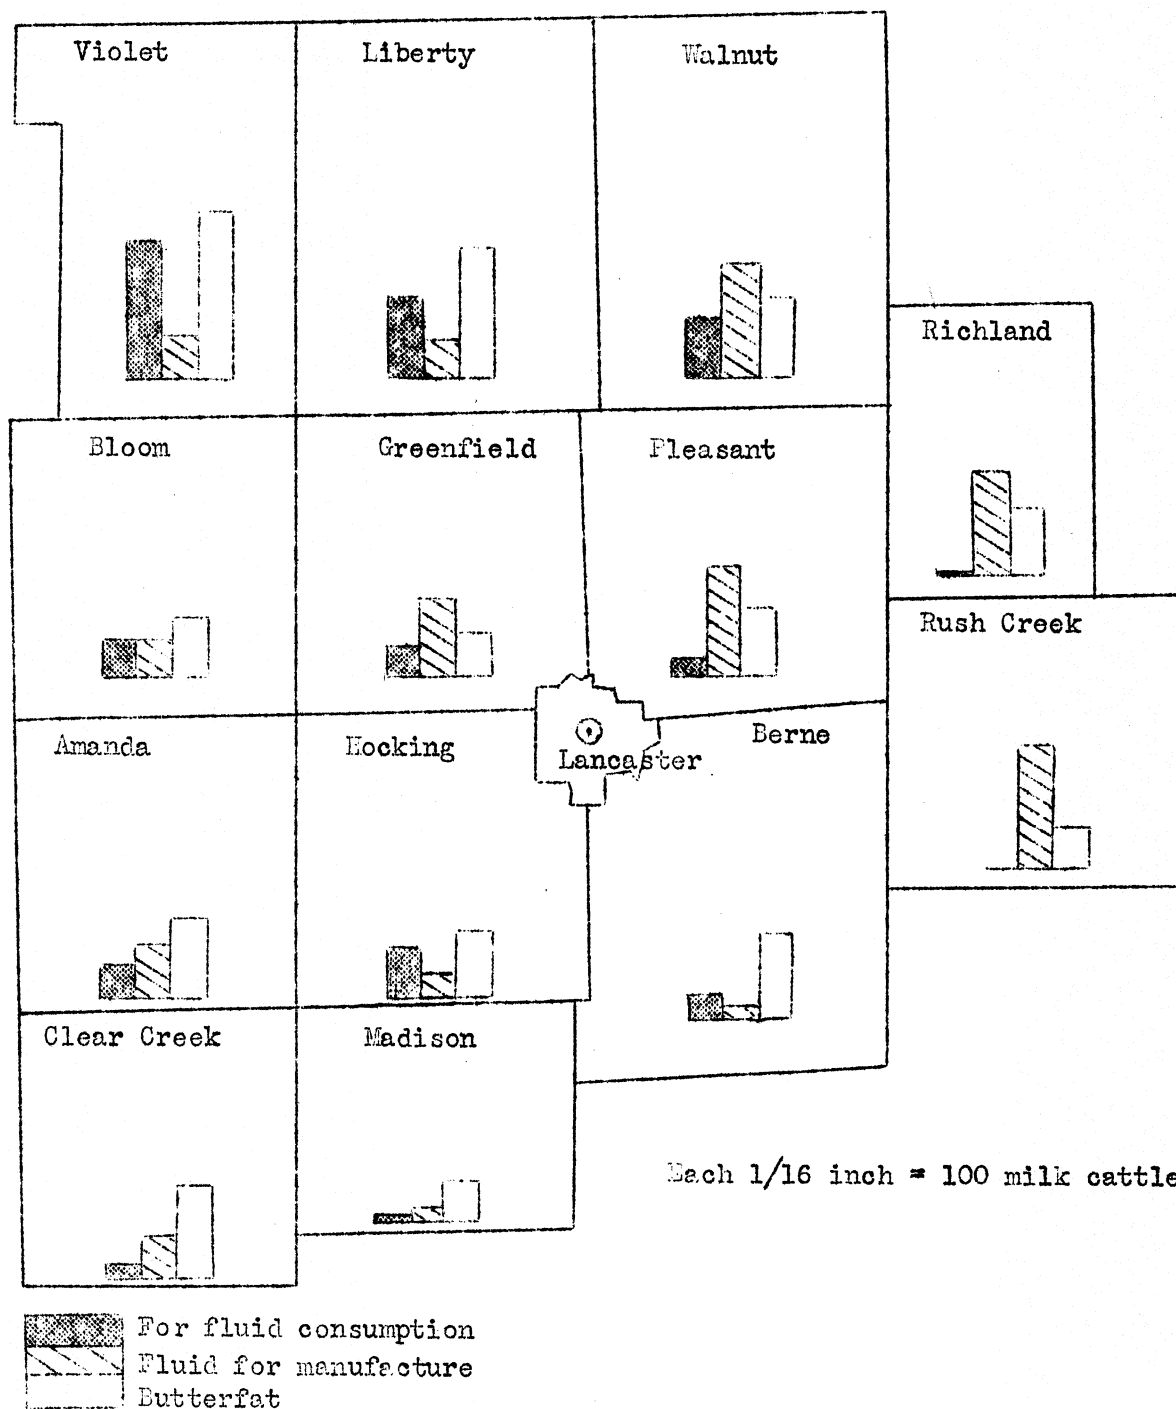 Violet
Liberty
Walnut
Richland
Bloom
Greenfield
Pleasant
Rush Creek
Amanda
Hocking
Berne
Lancaster
Clear Creek
Madison
Each 1/16 inch = 100 milk cattle
For fluid consumption
Fluid for manufacture
Butterfat